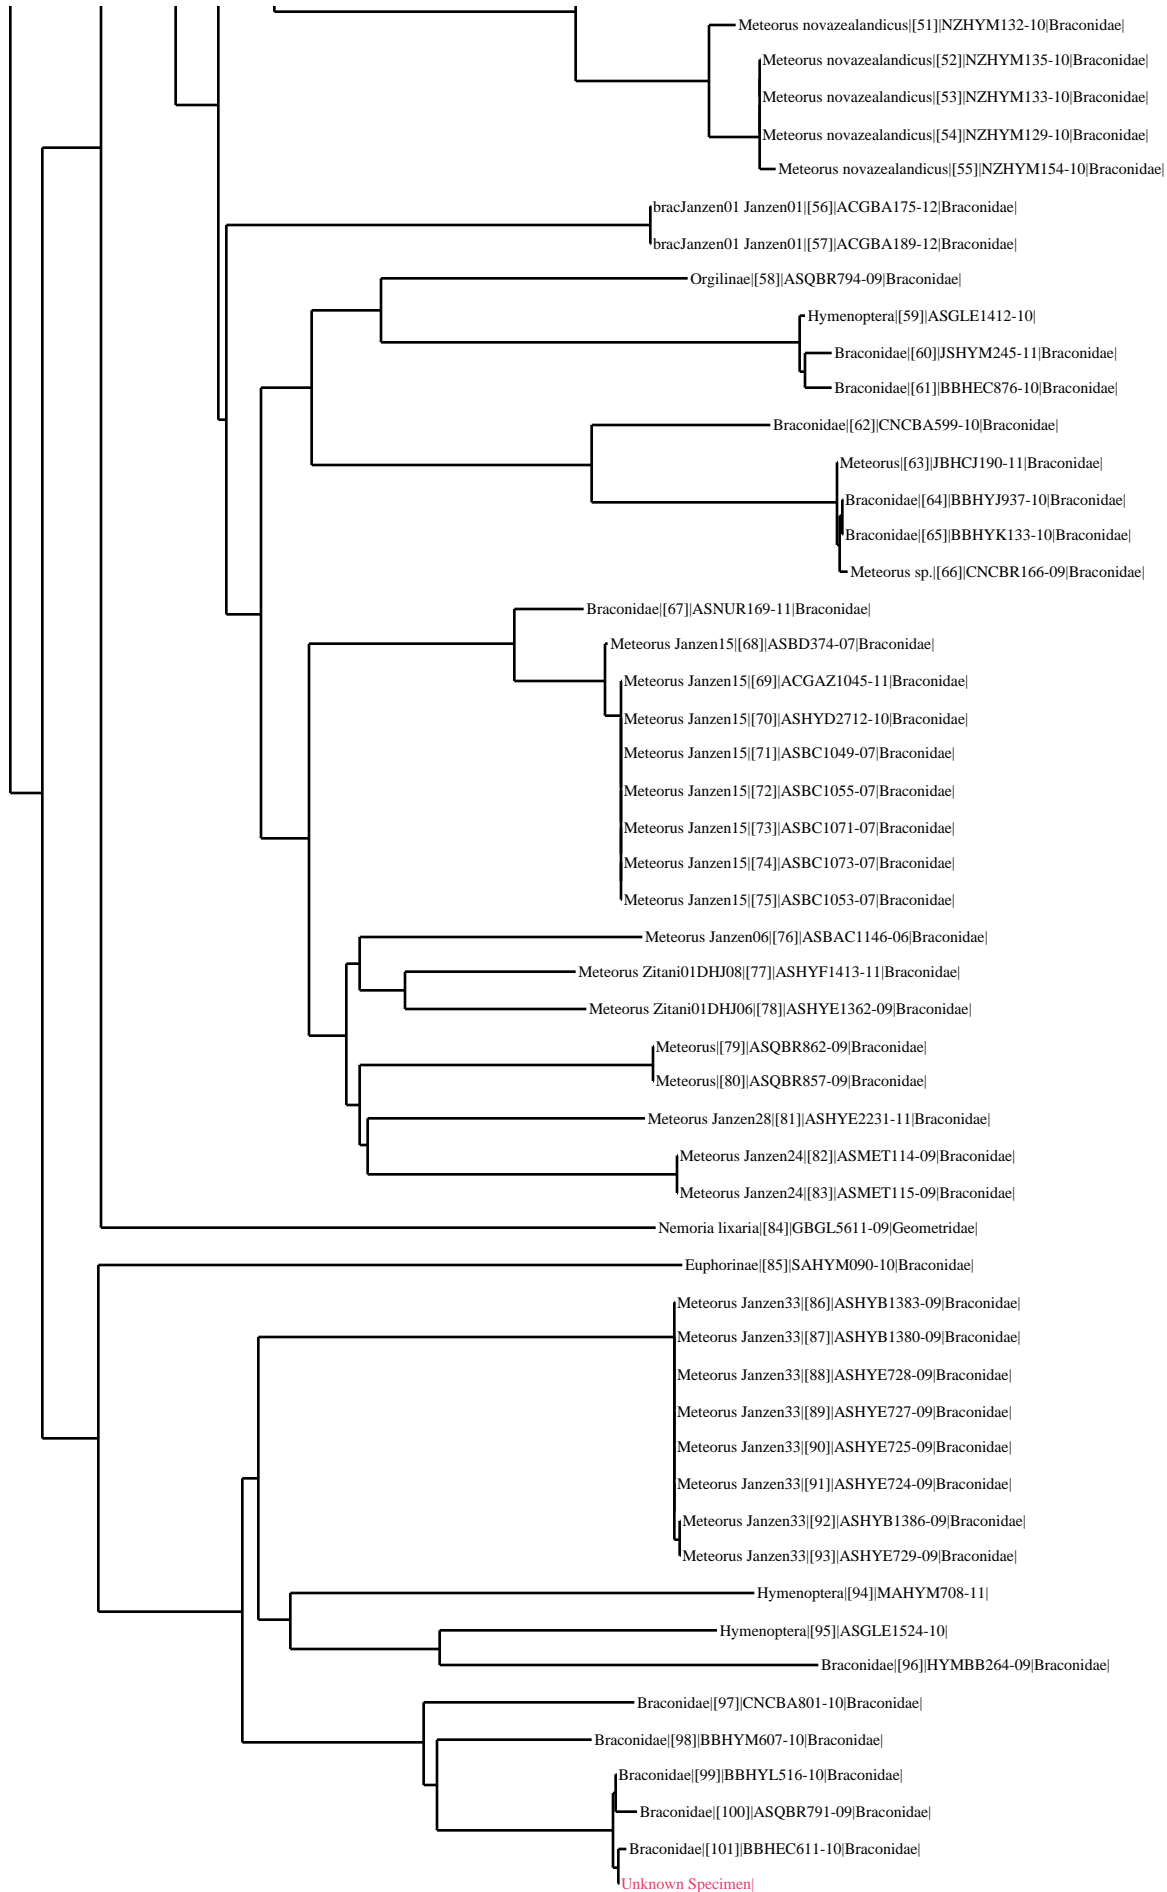 Meteorus novazealandicus|[51]|NZHYM132-10|Braconidae|
Meteorus novazealandicus|[52]|NZHYM135-10|Braconidae|
Meteorus novazealandicus|[53]|NZHYM133-10|Braconidae|
Meteorus novazealandicus|[54]|NZHYM129-10|Braconidae|
Meteorus novazealandicus|[55]|NZHYM154-10|Braconidae|
bracJanzen01 Janzen01|[56]|ACGBA175-12|Braconidae|
bracJanzen01 Janzen01|[57]|ACGBA189-12|Braconidae|
Orgilinae|[58]|ASQBR794-09|Braconidae|
Hymenoptera|[59]|ASGLE1412-10|
Braconidae|[60]|JSHYM245-11|Braconidae|
Braconidae|[61]|BBHEC876-10|Braconidae|
Braconidae|[62]|CNCBA599-10|Braconidae|
Meteorus|[63]|JBHCJ190-11|Braconidae|
Braconidae|[64]|BBHYJ937-10|Braconidae|
Braconidae|[65]|BBHYK133-10|Braconidae|
Meteorus sp.|[66]|CNCBR166-09|Braconidae|
Braconidae|[67]|ASNUR169-11|Braconidae|
Meteorus Janzen15|[68]|ASBD374-07|Braconidae|
Meteorus Janzen15|[69]|ACGAZ1045-11|Braconidae|
Meteorus Janzen15|[70]|ASHYD2712-10|Braconidae|
Meteorus Janzen15|[71]|ASBC1049-07|Braconidae|
Meteorus Janzen15|[72]|ASBC1055-07|Braconidae|
Meteorus Janzen15|[73]|ASBC1071-07|Braconidae|
Meteorus Janzen15|[74]|ASBC1073-07|Braconidae|
Meteorus Janzen15|[75]|ASBC1053-07|Braconidae|
Meteorus Janzen06|[76]|ASBAC1146-06|Braconidae|
Meteorus Zitani01DHJ08|[77]|ASHYF1413-11|Braconidae|
Meteorus Zitani01DHJ06|[78]|ASHYE1362-09|Braconidae|
Meteorus|[79]|ASQBR862-09|Braconidae|
Meteorus|[80]|ASQBR857-09|Braconidae|
Meteorus Janzen28|[81]|ASHYE2231-11|Braconidae|
Meteorus Janzen24|[82]|ASMET114-09|Braconidae|
Meteorus Janzen24|[83]|ASMET115-09|Braconidae|
Nemoria lixaria|[84]|GBGL5611-09|Geometridae|
Euphorinae|[85]|SAHYM090-10|Braconidae|
Meteorus Janzen33|[86]|ASHYB1383-09|Braconidae|
Meteorus Janzen33|[87]|ASHYB1380-09|Braconidae|
Meteorus Janzen33|[88]|ASHYE728-09|Braconidae|
Meteorus Janzen33|[89]|ASHYE727-09|Braconidae|
Meteorus Janzen33|[90]|ASHYE725-09|Braconidae|
Meteorus Janzen33|[91]|ASHYE724-09|Braconidae|
Meteorus Janzen33|[92]|ASHYB1386-09|Braconidae|
Meteorus Janzen33|[93]|ASHYE729-09|Braconidae|
Hymenoptera|[94]|MAHYM708-11|
Hymenoptera|[95]|ASGLE1524-10|
Braconidae|[96]|HYMBB264-09|Braconidae|
Braconidae|[97]|CNCBA801-10|Braconidae|
Braconidae|[98]|BBHYM607-10|Braconidae|
Braconidae|[99]|BBHYL516-10|Braconidae|
Braconidae|[100]|ASQBR791-09|Braconidae|
Braconidae|[101]|BBHEC611-10|Braconidae|
Unknown Specimen|